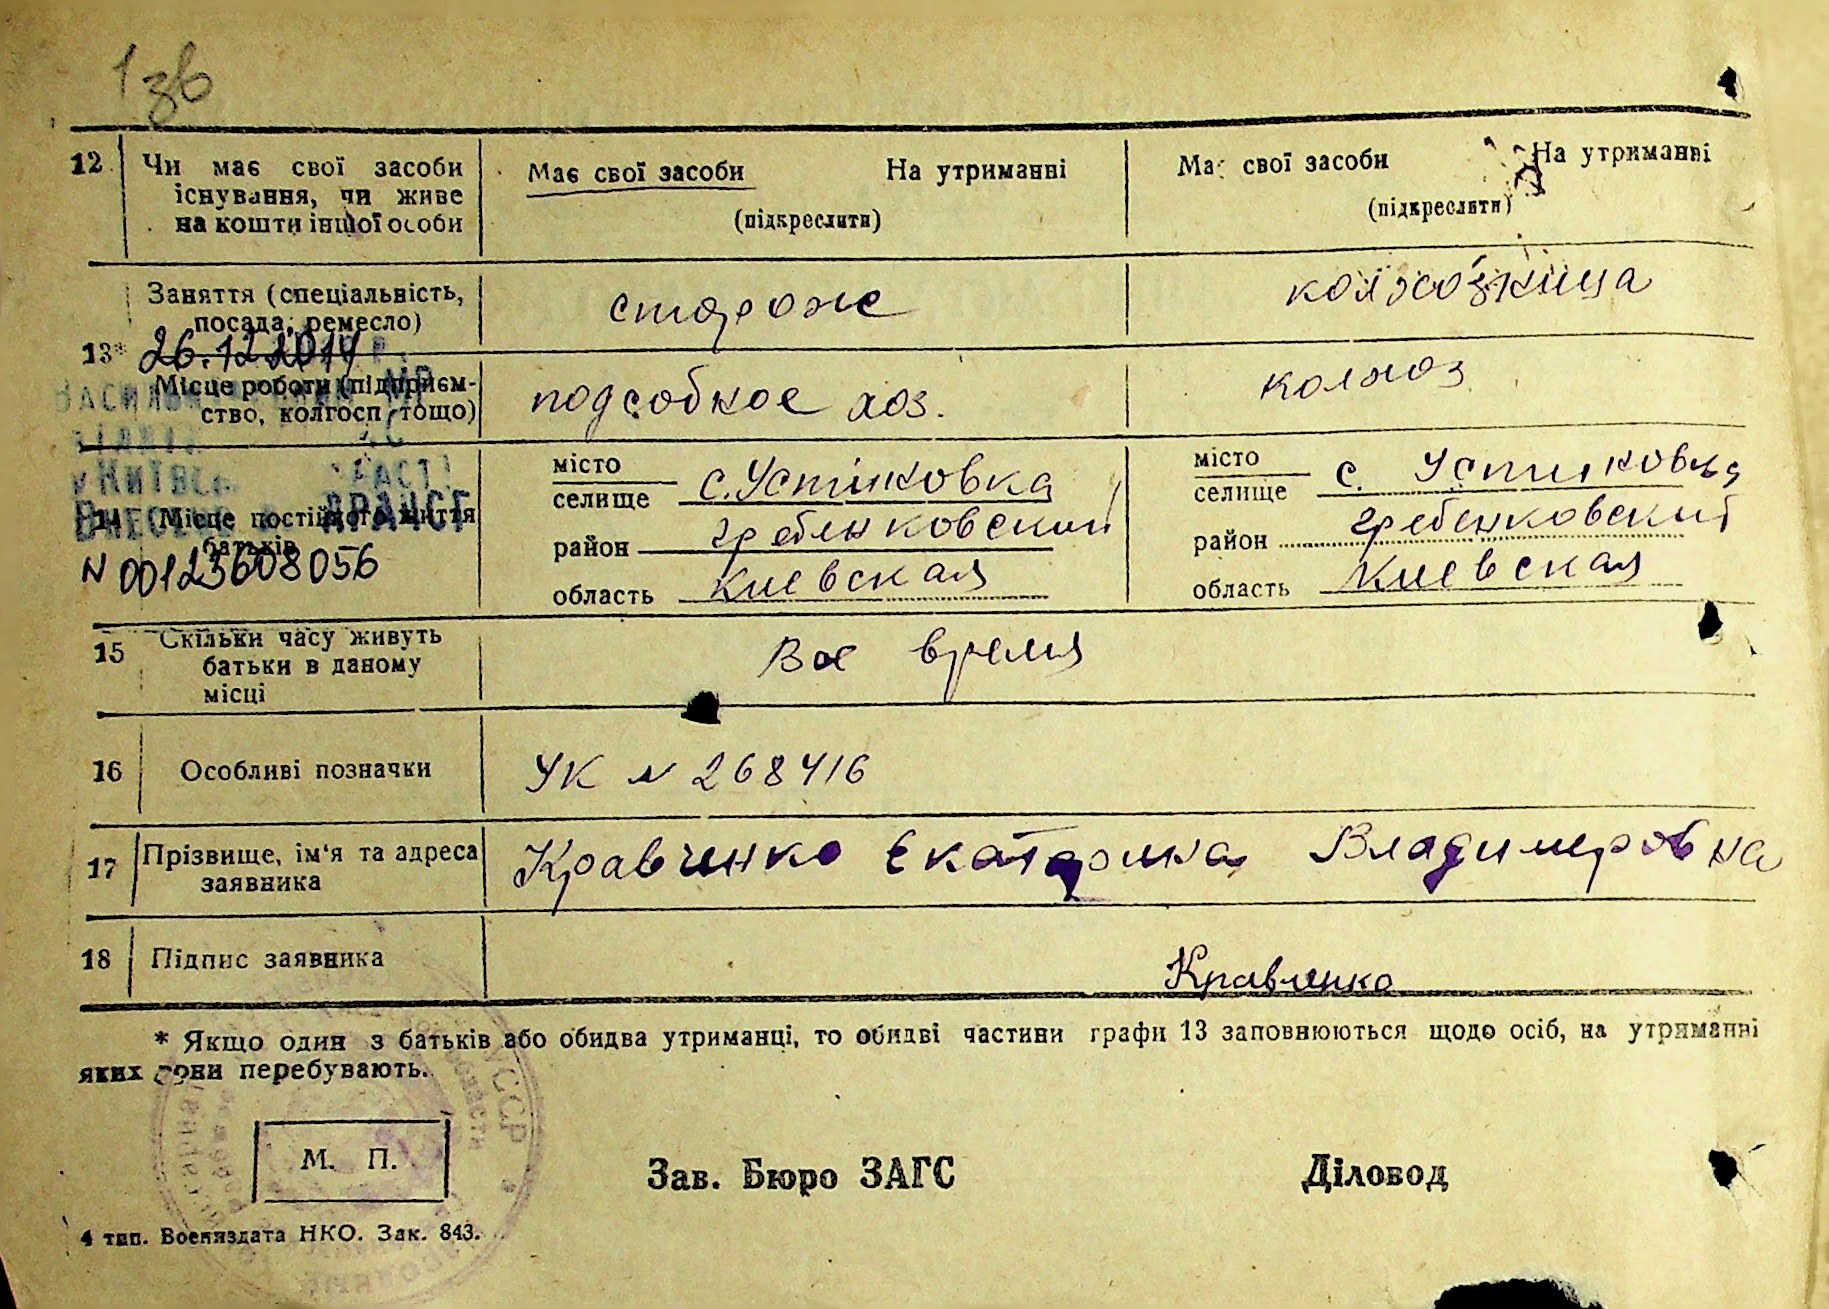 1зв
12 Чи має свої засоби існування, чи живе на кошти іншої особи
Має свої засоби На утриманні
(підкреслити)
Має свої засоби На утриманні
(підкреслити)
13* Заняття (спеціальність, посада, ремесло)
сторож
колхозница
26.12.2014 р.
Місце роботи (підприємство, колгосп тощо)
подсобное хоз.
колхоз
Внесено в ДРАЦСГ
N 00123608056
14 Місце постійного життя батьків
місто
селище с. Устиновка
район гребенковский
область киевская
місто
селище с. Устиновка
район гребенковский
область Киевская
15 Скільки часу живуть батьки в даному місці
Все время
16 Особливі позначки
УК N 268416
17 Прізвище, ім'я та адреса заявника
Кравченко Екатарина Владимеровна
18 Підпис заявника
Кравченко
* Якщо один з батьків або обидва утриманці, то обидві частини графи 13 заповнюються щодо осіб, на утриманні
яких вони перебувають.
М. П.
Зав. Бюро ЗАГС Діловод
4 тип. Воениздата НКО. Зак. 843.